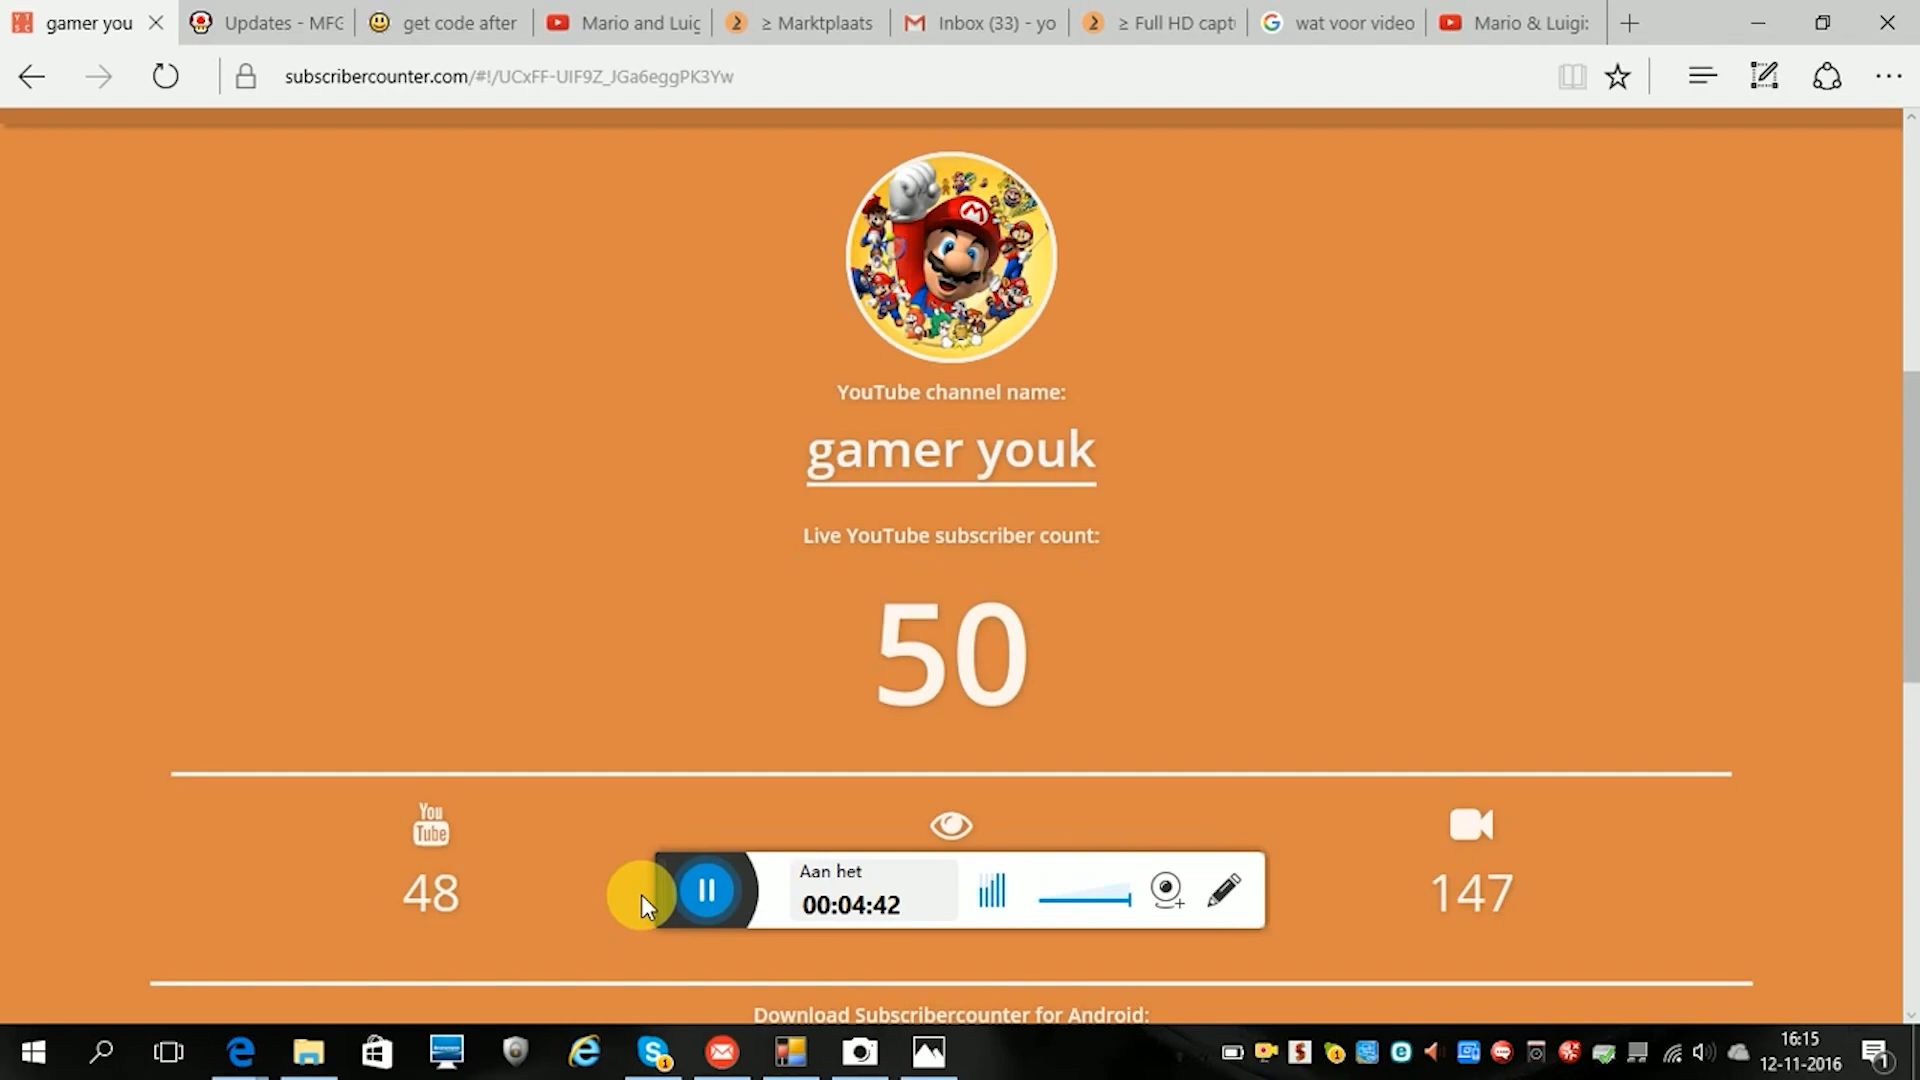 gamer you
Updates - MFG
get code after
Mario and Luig
≥ Marktplaats
Inbox (33) - yo
≥ Full HD captu
wat voor video
Mario & Luigi:
subscribercounter.com/#!/UCxFF-UIF9Z_JGa6eggPK3Yw
YouTube channel name:
gamer youk
Live YouTube subscriber count:
50
You
Tube
48
147
Aan het
00:04:42
Download Subscribercounter for Android:
16:15
12-11-2016